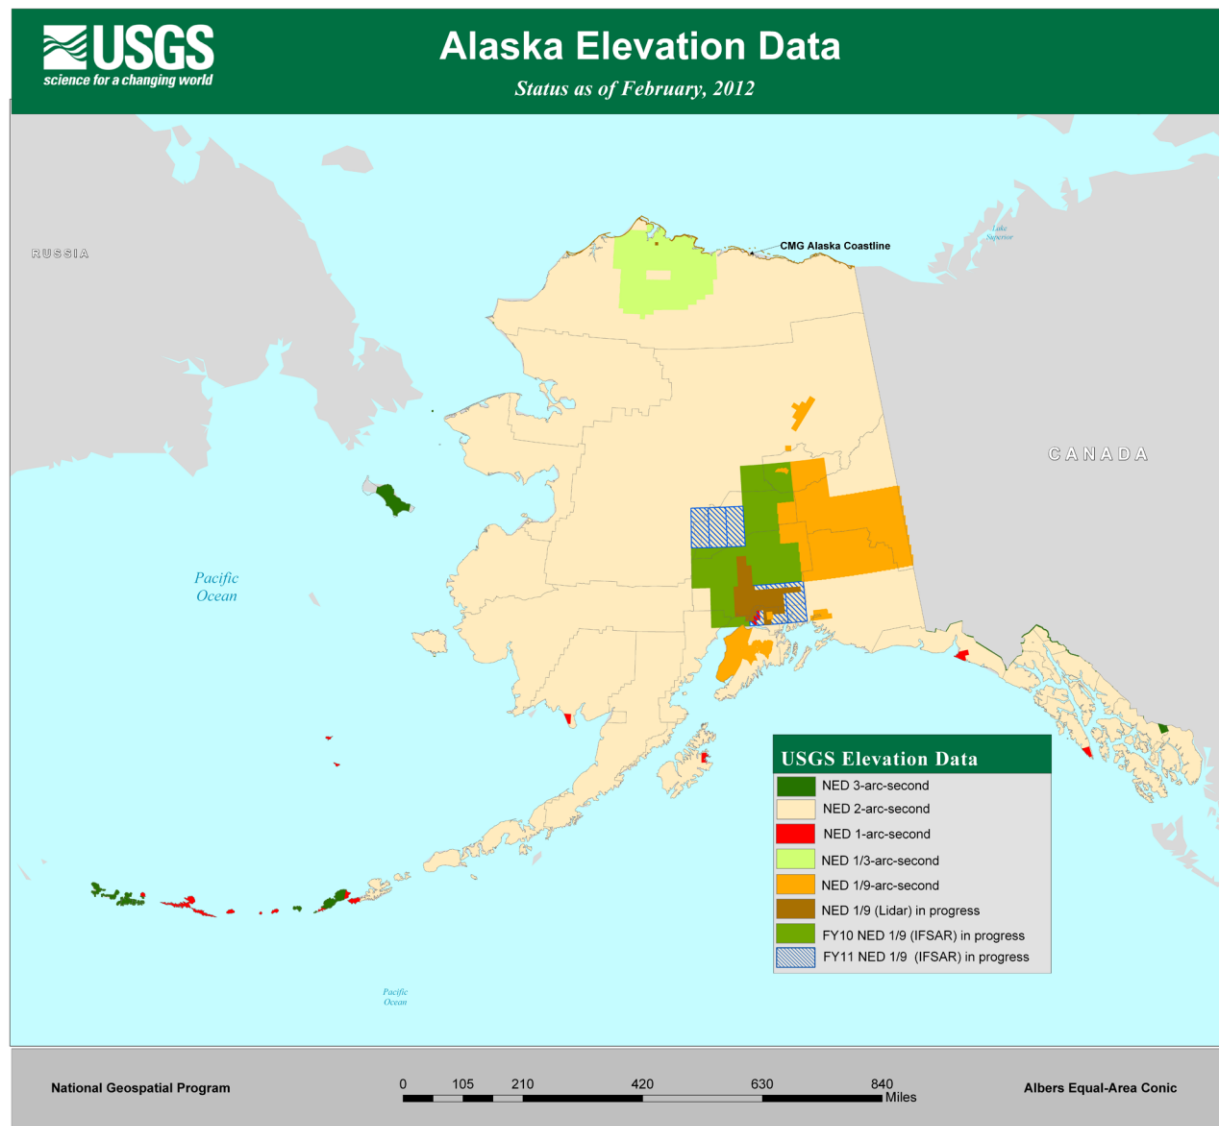 USGS
science for a changing world
Alaska Elevation Data
Status as of February, 2012
RUSSIA
Lake
Superior
CMG Alaska Coastline
CANADA
Pacific
Ocean
USGS Elevation Data
NED 3-arc-second
NED 2-arc-second
NED 1-arc-second
NED 1/3-arc-second
NED 1/9-arc-second
NED 1/9 (Lidar) in progress
FY10 NED 1/9 (IFSAR) in progress
FY11 NED 1/9 (IFSAR) in progress
Pacific
Ocean
National Geospatial Program
0 105 210 420 630 840
Miles
Albers Equal-Area Conic